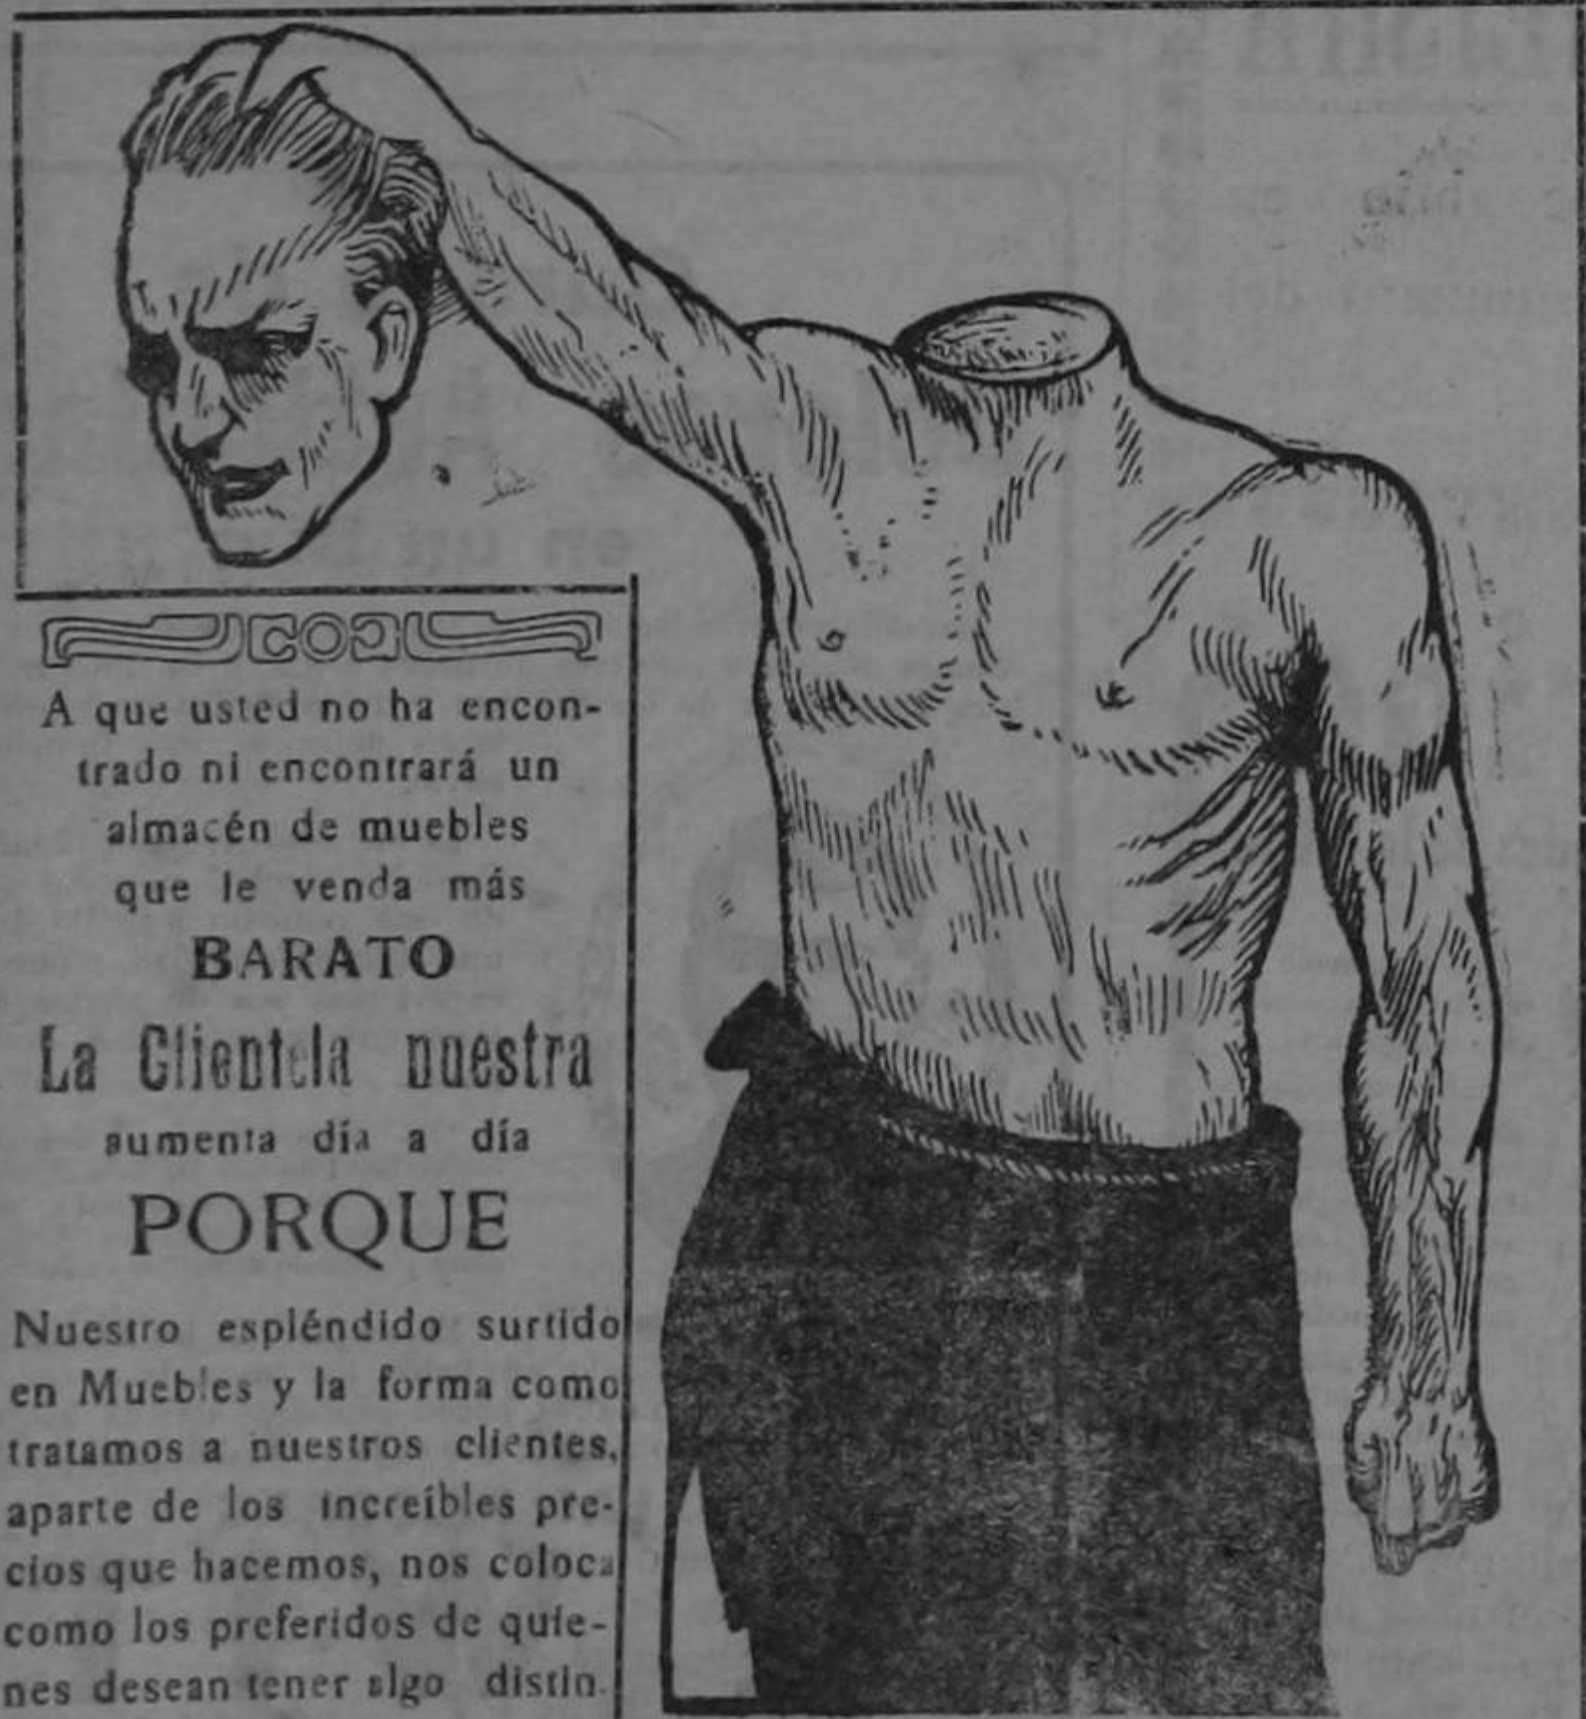 A que usted no ha encon-
trado ni encontrará un
almacén de muebles
que le venda más
BARATO
La Clientela nuestra
aumenta día a día
PORQUE
Nuestro espléndido surtido
en Muebles y la forma como
tratamos a nuestros clientes,
aparte de los increíbles pre-
cios que hacemos, nos coloca
como los preferidos de quie-
nes desean tener algo distin-